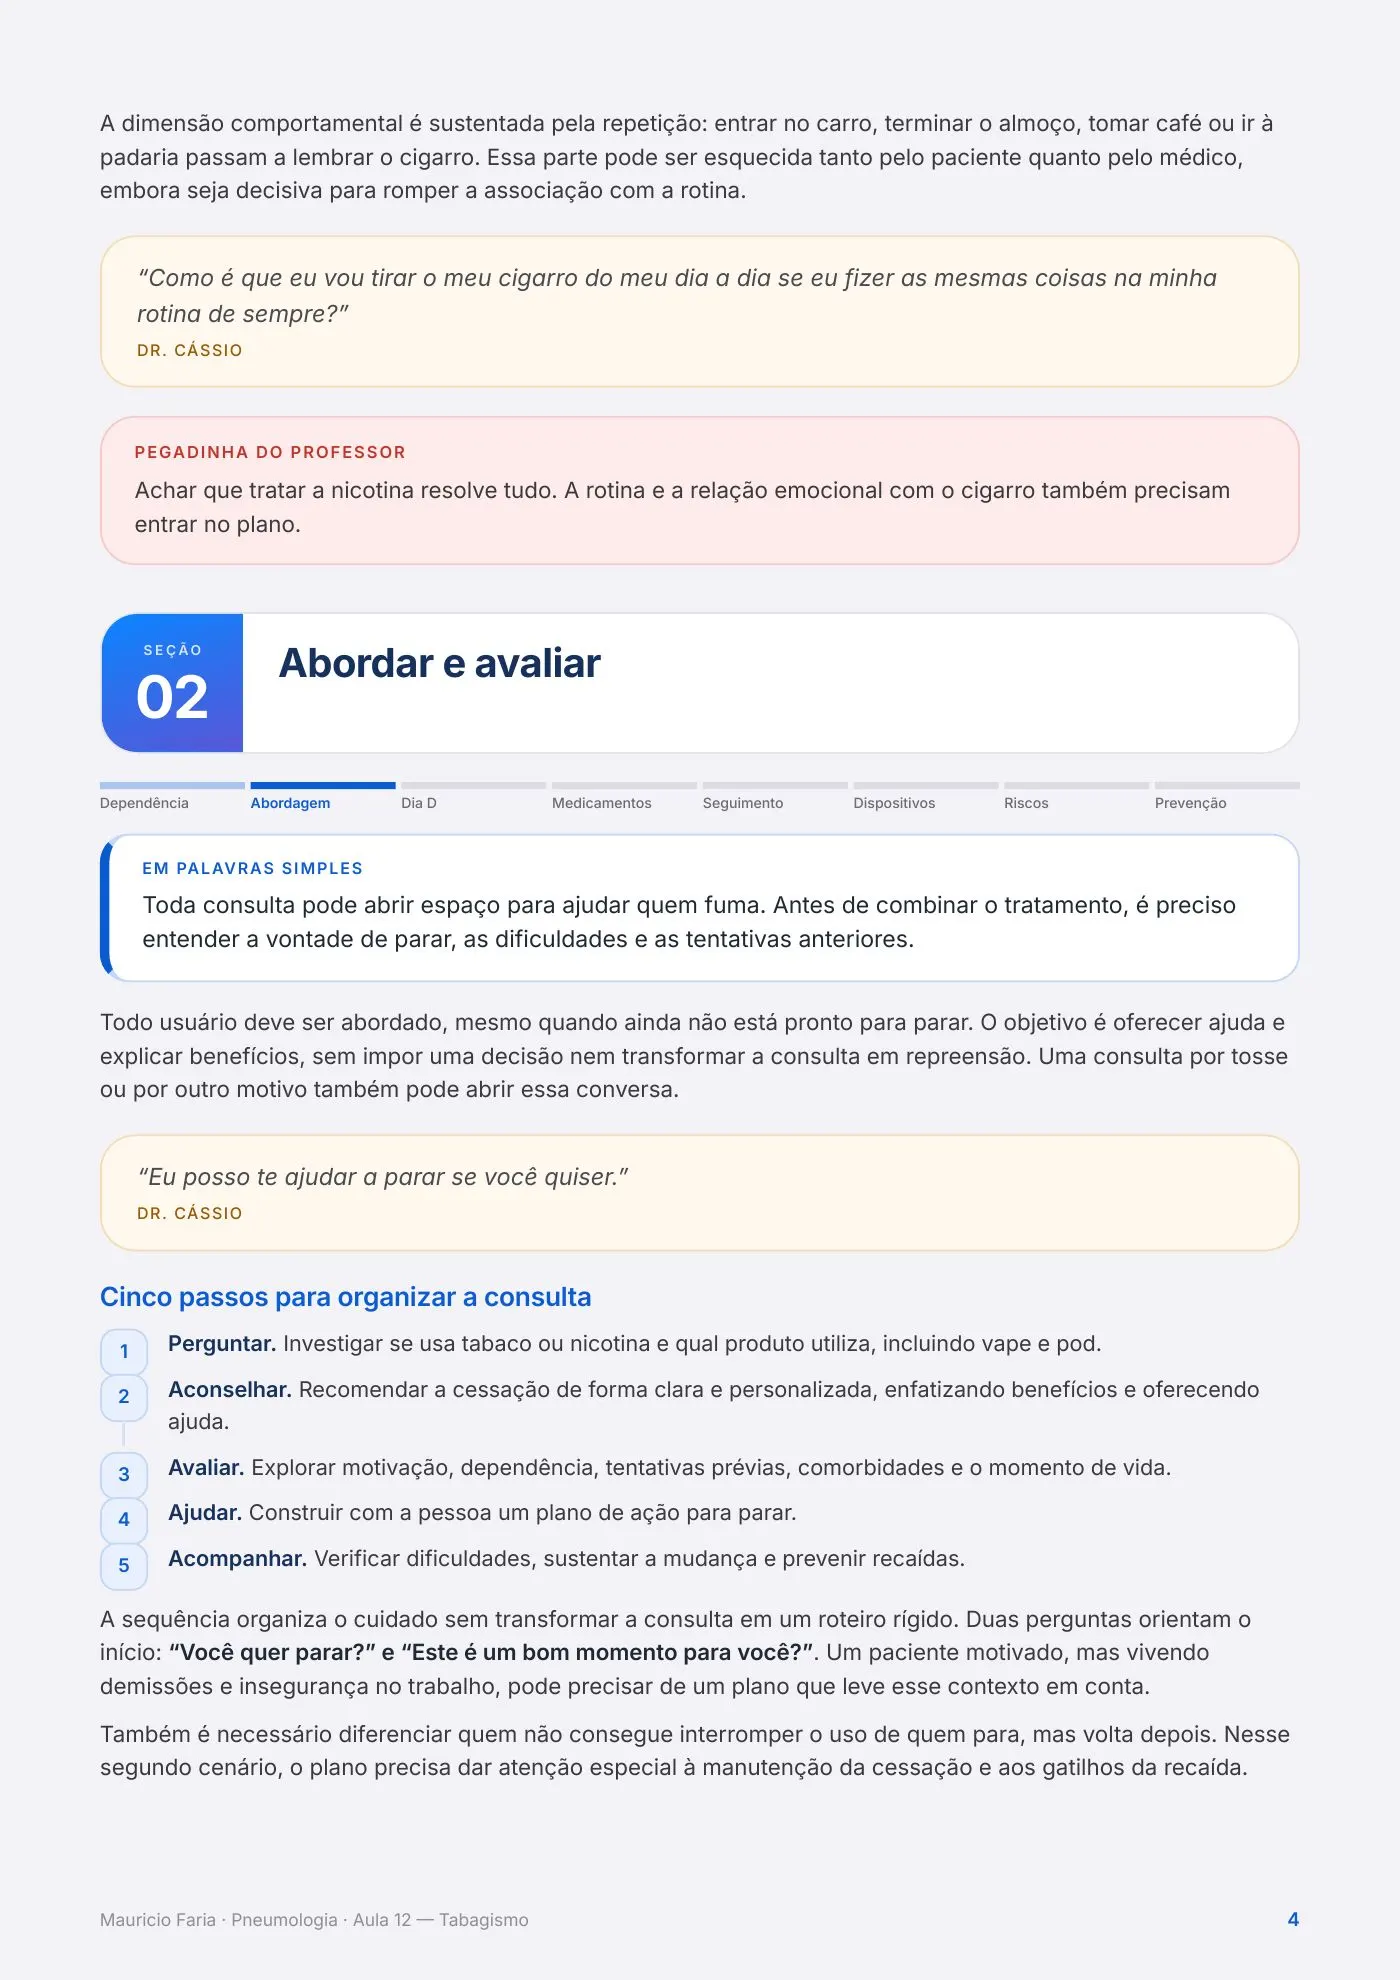 A dimensão comportamental é sustentada pela repetição: entrar no carro, terminar o almoço, tomar café ou ir à
padaria passam a lembrar o cigarro. Essa parte pode ser esquecida tanto pelo paciente quanto pelo médico,
embora seja decisiva para romper a associação com a rotina.
“Como é que eu vou tirar o meu cigarro do meu dia a dia se eu fizer as mesmas coisas na minha
rotina de sempre?”
DR. CÁSSIO
PEGADINHA DO PROFESSOR
Achar que tratar a nicotina resolve tudo. A rotina e a relação emocional com o cigarro também precisam
entrar no plano.
SEÇÃO
02
Abordar e avaliar
Dependência
Abordagem
Dia D
Medicamentos
Seguimento
Dispositivos
Riscos
Prevenção
EM PALAVRAS SIMPLES
Toda consulta pode abrir espaço para ajudar quem fuma. Antes de combinar o tratamento, é preciso
entender a vontade de parar, as dificuldades e as tentativas anteriores.
Todo usuário deve ser abordado, mesmo quando ainda não está pronto para parar. O objetivo é oferecer ajuda e
explicar benefícios, sem impor uma decisão nem transformar a consulta em repreensão. Uma consulta por tosse
ou por outro motivo também pode abrir essa conversa.
“Eu posso te ajudar a parar se você quiser.”
DR. CÁSSIO
Cinco passos para organizar a consulta
1 Perguntar. Investigar se usa tabaco ou nicotina e qual produto utiliza, incluindo vape e pod.
2 Aconselhar. Recomendar a cessação de forma clara e personalizada, enfatizando benefícios e oferecendo
ajuda.
3 Avaliar. Explorar motivação, dependência, tentativas prévias, comorbidades e o momento de vida.
4 Ajudar. Construir com a pessoa um plano de ação para parar.
5 Acompanhar. Verificar dificuldades, sustentar a mudança e prevenir recaídas.
A sequência organiza o cuidado sem transformar a consulta em um roteiro rígido. Duas perguntas orientam o
início: “Você quer parar?” e “Este é um bom momento para você?”. Um paciente motivado, mas vivendo
demissões e insegurança no trabalho, pode precisar de um plano que leve esse contexto em conta.
Também é necessário diferenciar quem não consegue interromper o uso de quem para, mas volta depois. Nesse
segundo cenário, o plano precisa dar atenção especial à manutenção da cessação e aos gatilhos da recaída.
Mauricio Faria · Pneumologia · Aula 12 — Tabagismo
4